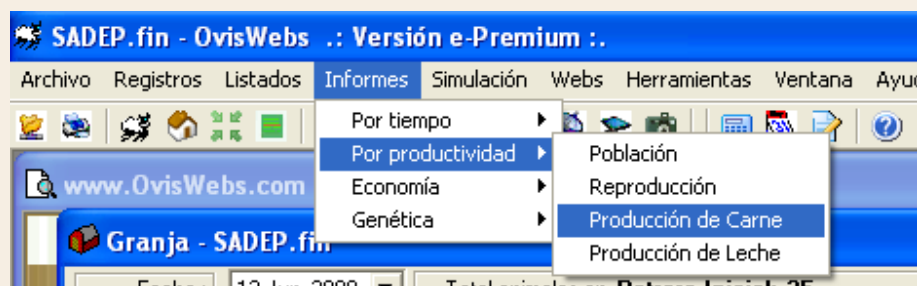 SADEP.fin - OvisWebs .: Versión e-Premium :.
Archivo Registros Listados Informes Simulación Webs Herramientas Ventana
Por tiempo
Por productividad
Economía
Genética
Población
Reproducción
Producción de Carne
Producción de Leche
www.OvisWebs.com
Granja - SADEP.fin